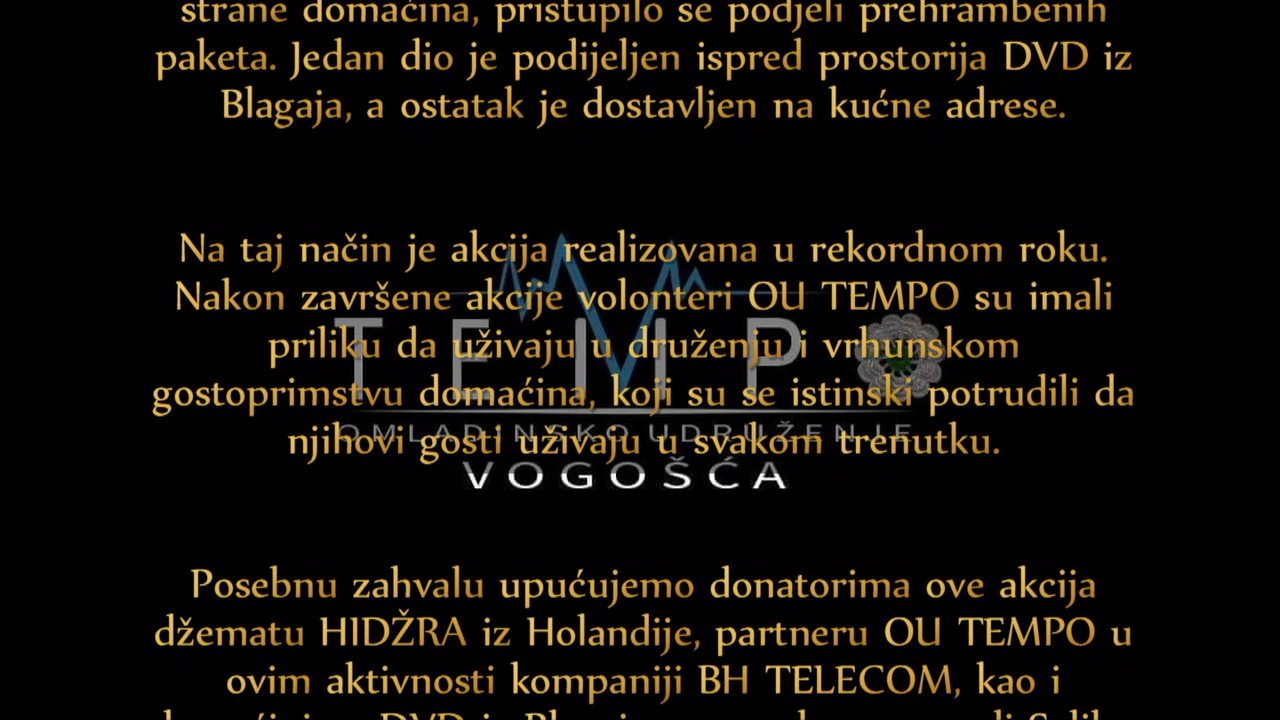 strane domaćina, pristupilo se podjeli prehrambenih
paketa. Jedan dio je podijeljen ispred prostorija DVD iz
Blagaja, a ostatak je dostavljen na kućne adrese.
Na taj način je akcija realizovana u rekordnom roku.
Nakon završene akcije volonteri OU TEMPO su imali
priliku da uživaju u druženju i vrhunskom
gostoprimstvu domaćina, koji su se istinski potrudili da
njihovi gosti uživaju u svakom trenutku.
TEMPO
OMLADINSKO UDRUŽENJE
VOGOŠĆA
Posebnu zahvalu upućujemo donatorima ove akcija
džematu HIDŽRA iz Holandije, partneru OU TEMPO u
ovim aktivnosti kompaniji BH TELECOM, kao i